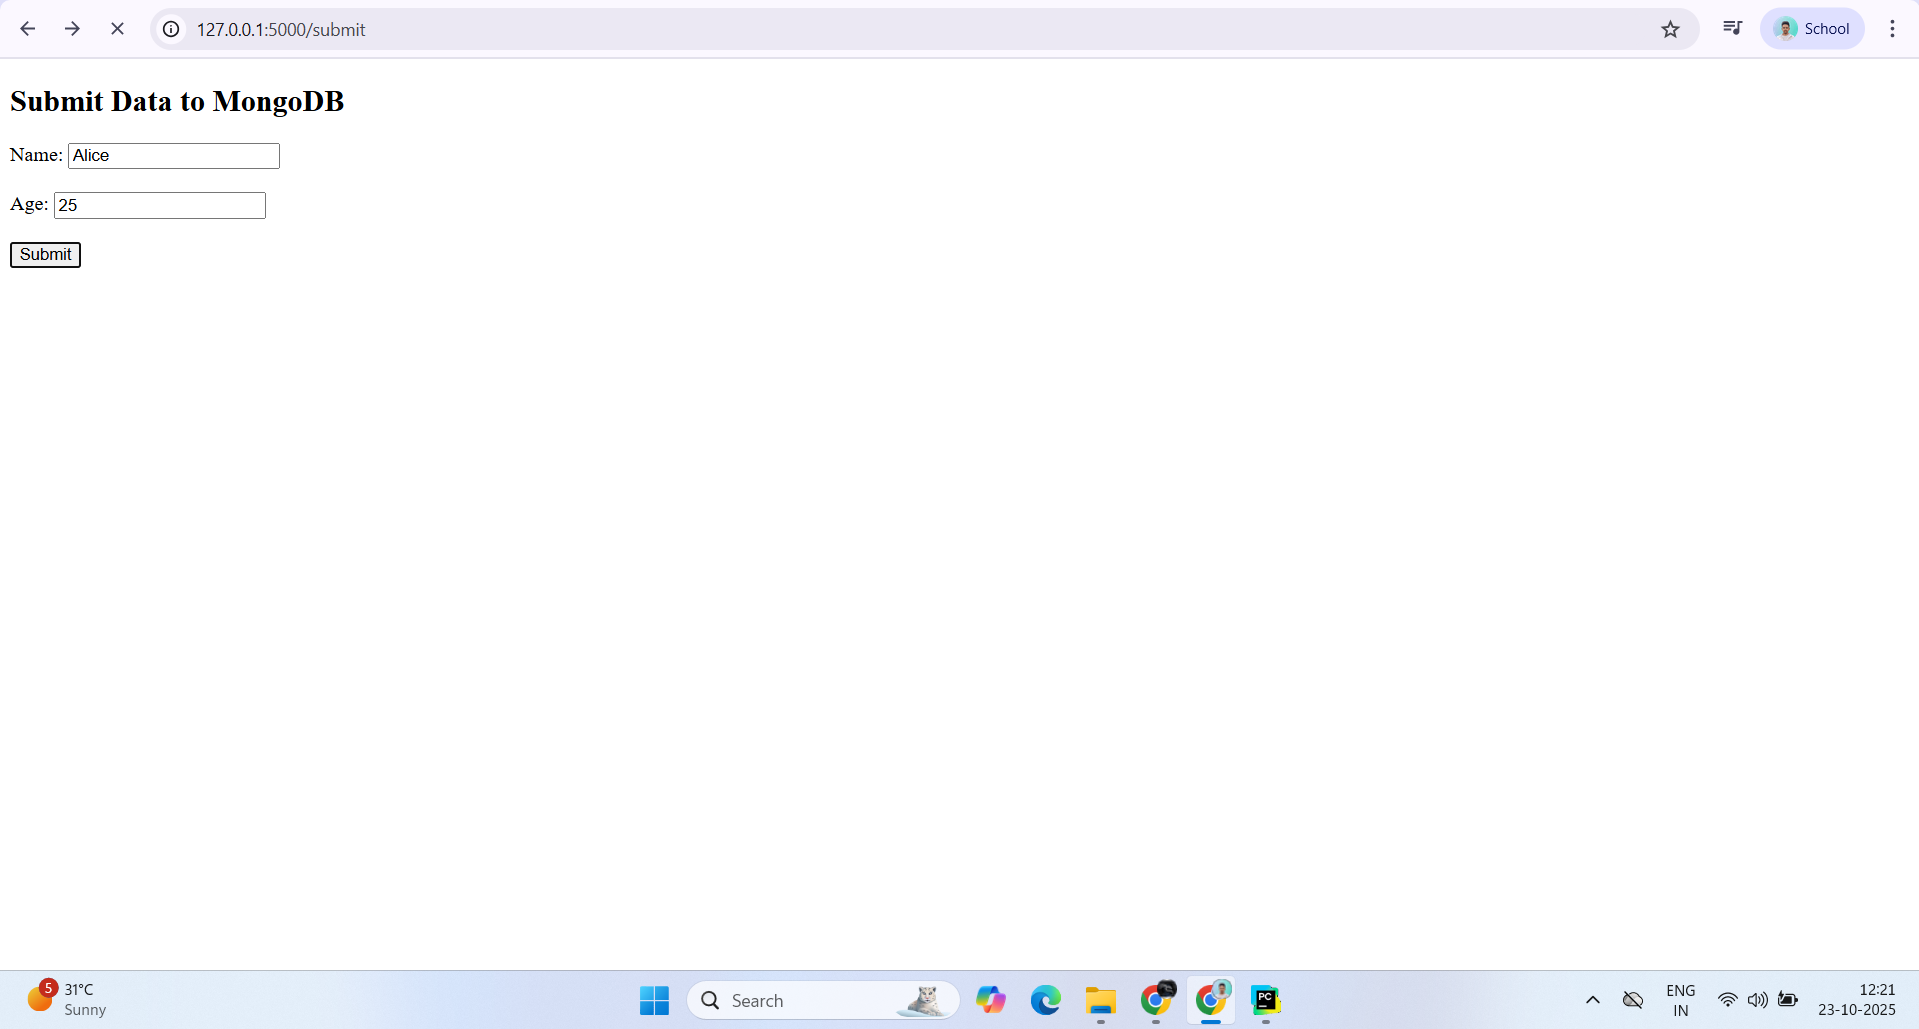 127.0.0.1:5000/submit
School
Submit Data to MongoDB
Name: Alice
Age: 25
Submit
5
31°C
Sunny
Search
PC
ENG
IN
12:21
23-10-2025